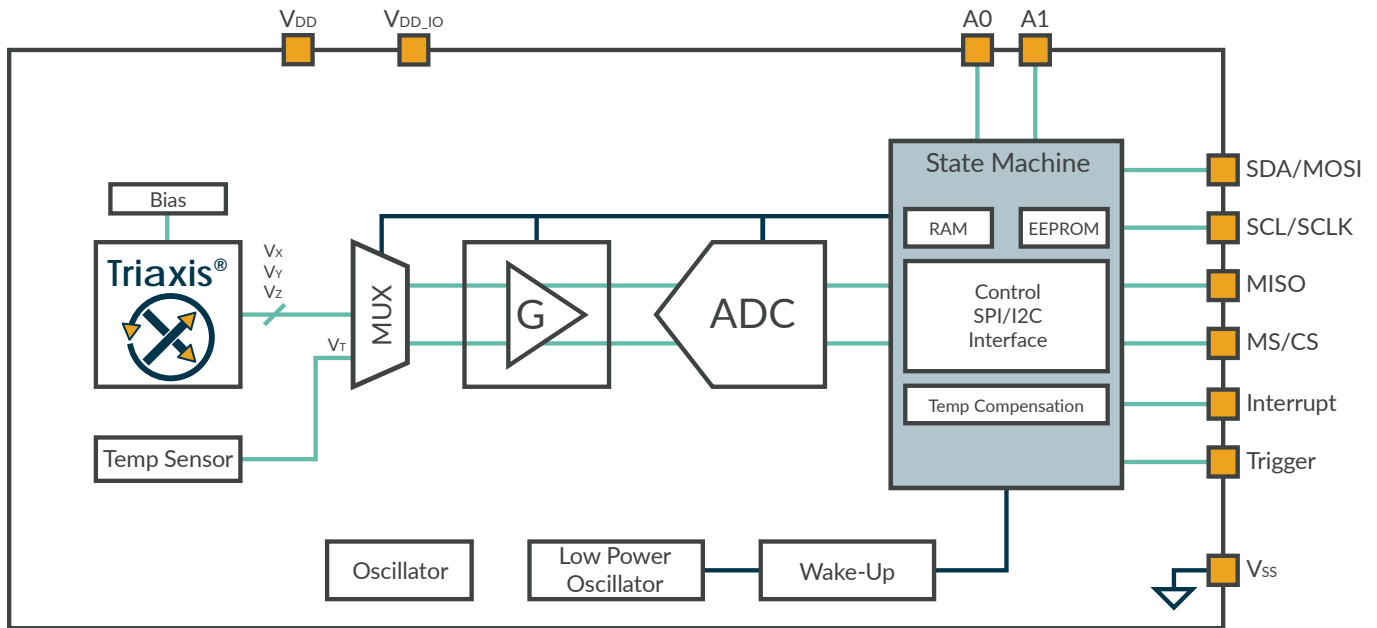 VDD
VDD_IO
A0
A1
State Machine
SDA/MOSI
Bias
RAM
EEPROM
SCL/SCLK
Triaxis®
VX
VY
VZ
MUX
G
ADC
Control
SPI/I2C
Interface
MISO
VT
MS/CS
Temp Compensation
Interrupt
Temp Sensor
Trigger
Oscillator
Low Power
Oscillator
Wake-Up
VSS